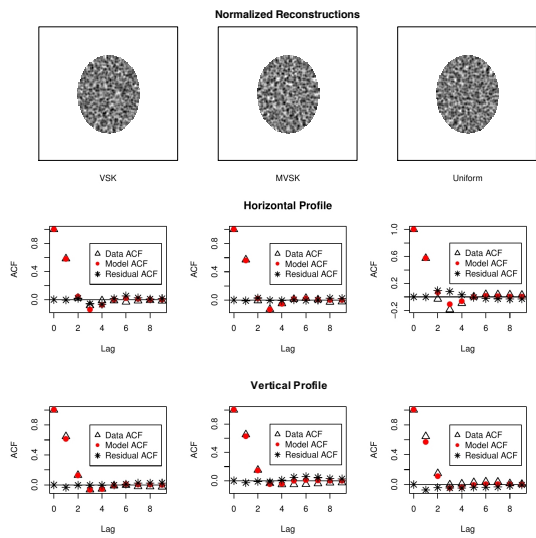 Normalized Reconstructions
VSK
MVSK
Uniform
Horizontal Profile
ACF
0.0 0.4 0.8
Data ACF
Model ACF
Residual ACF
0 2 4 6 8
Lag
ACF
0.0 0.4 0.8
Data ACF
Model ACF
Residual ACF
0 2 4 6 8
Lag
ACF
−0.2 0.2 0.6 1.0
Data ACF
Model ACF
Residual ACF
0 2 4 6 8
Lag
Vertical Profile
ACF
0.0 0.4 0.8
Data ACF
Model ACF
Residual ACF
0 2 4 6 8
Lag
ACF
0.0 0.4 0.8
Data ACF
Model ACF
Residual ACF
0 2 4 6 8
Lag
ACF
0.0 0.4 0.8
Data ACF
Model ACF
Residual ACF
0 2 4 6 8
Lag